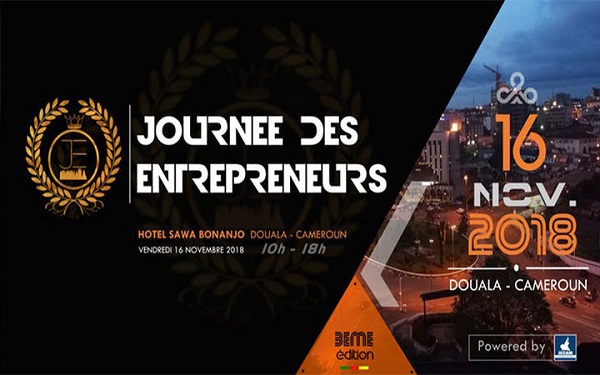 JE
JOURNEE DES
ENTREPRENEURS
HOTEL SAWA BONANJO DOUALA - CAMEROUN
VENDREDI 16 NOVEMBRE 2018 10h - 18h
16
NOV.
2018
DOUALA - CAMEROUN
3EME
édition
Powered by